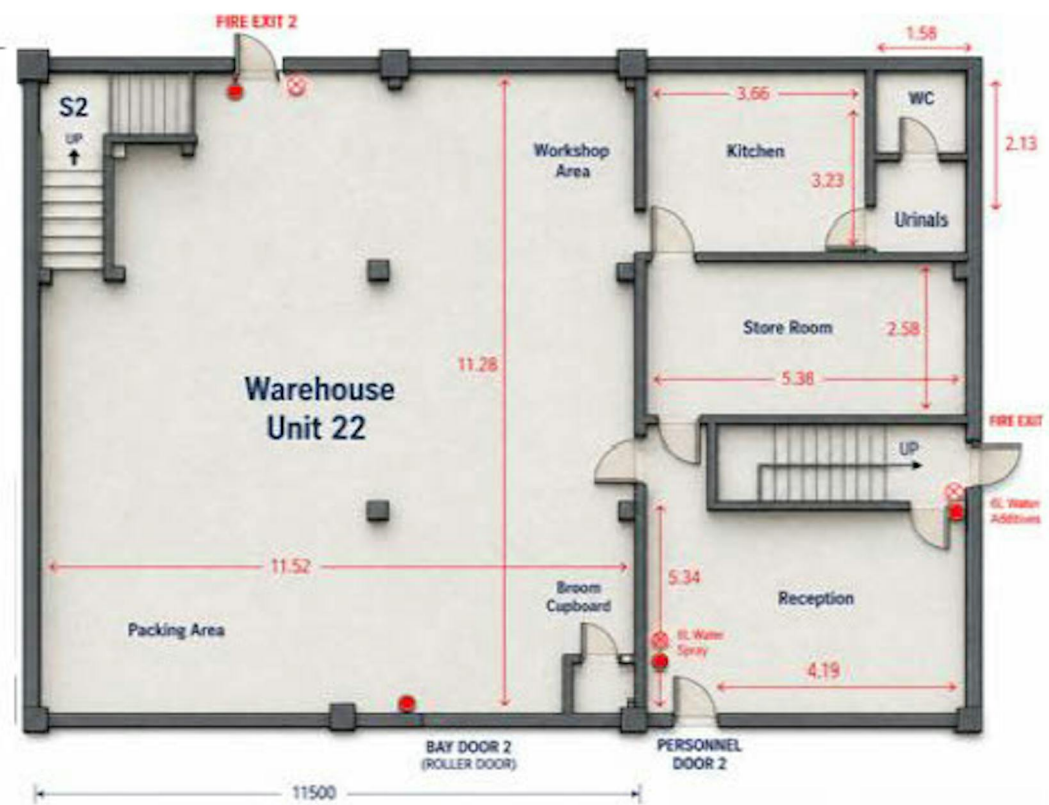 FIRE EXIT 2
1.58
S2
UP
3.66
WC
2.13
Workshop
Area
Kitchen
3.23
Urinals
Store Room
2.58
11.28
5.38
Warehouse
Unit 22
FIRE EXIT
UP
6L Water
Additives
11.52
5.34
Broom
Cupboard
Reception
Packing Area
6L Water
Spray
4.19
BAY DOOR 2
(ROLLER DOOR)
PERSONNEL
DOOR 2
11500